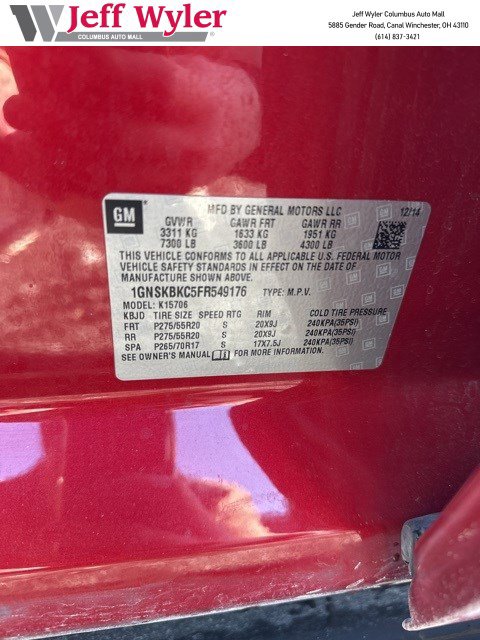 Jeff Wyler®
COLUMBUS AUTO MALL
Jeff Wyler Columbus Auto Mall
5885 Gender Road, Canal Winchester, OH 43110
(614) 837-3421
GM
MFD BY GENERAL MOTORS LLC 12/14
GVWR GAWR FRT GAWR RR
3311 KG 1633 KG 1951 KG
7300 LB 3600 LB 4300 LB
THIS VEHICLE CONFORMS TO ALL APPLICABLE U.S. FEDERAL MOTOR
VEHICLE SAFETY STANDARDS IN EFFECT ON THE DATE OF
MANUFACTURE SHOWN ABOVE.
1GNSKBKC5FR549176 TYPE: M.P.V.
MODEL: K15706
KBJD TIRE SIZE SPEED RTG RIM COLD TIRE PRESSURE
FRT P275/55R20 S 20X9J 240KPA(35PSI)
RR P275/55R20 S 20X9J 240KPA(35PSI)
SPA P265/70R17 S 17X7.5J 240KPA(35PSI)
SEE OWNER'S MANUAL FOR MORE INFORMATION